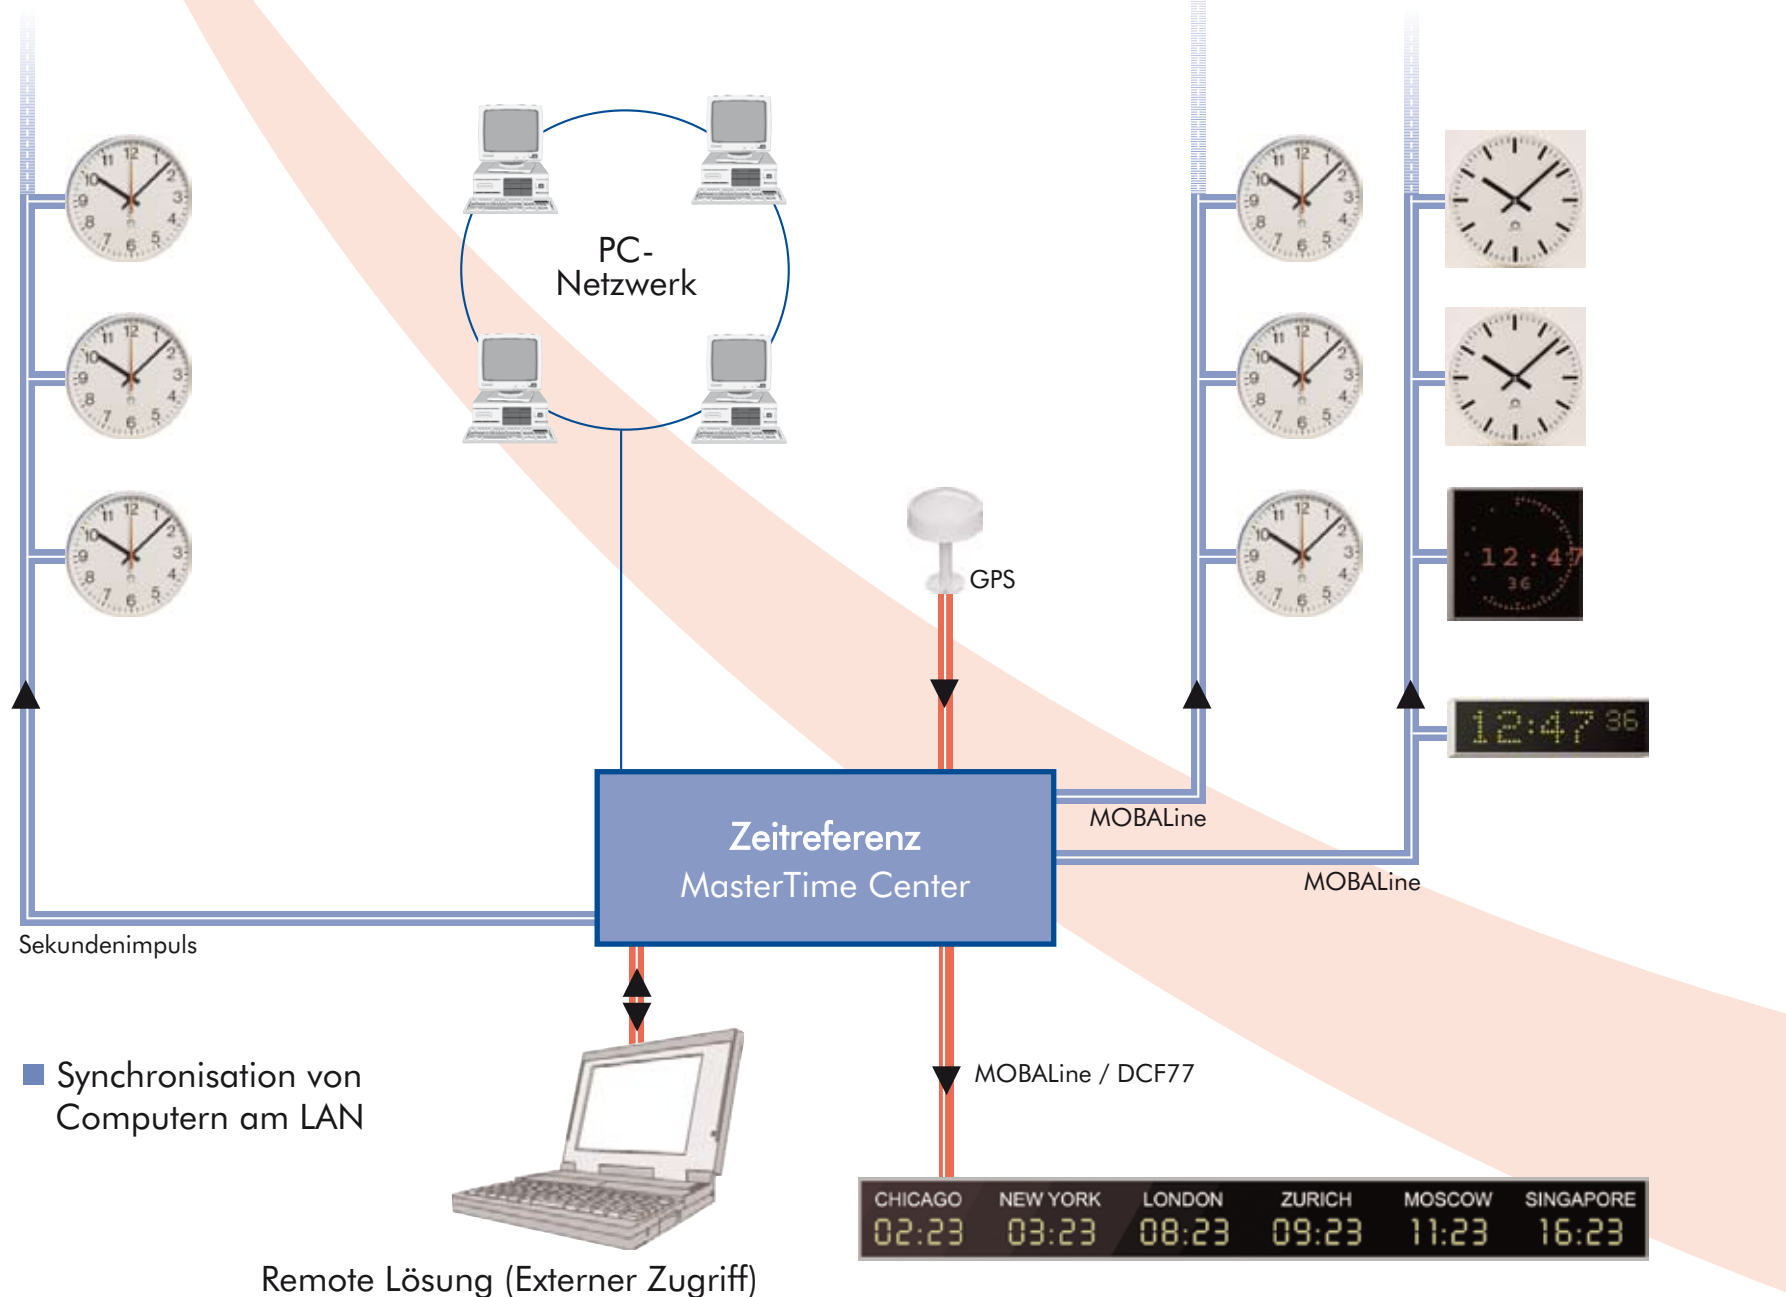 PC-
Netzwerk
GPS
12:47
36
12:47 36
Zeitreferenz
MasterTime Center
MOBALine
MOBALine
Sekundenimpuls
Synchronisation von
Computern am LAN
MOBALine / DCF77
CHICAGO NEW YORK LONDON ZURICH MOSCOW SINGAPORE
02:23 03:23 08:23 09:23 11:23 16:23
Remote Lösung (Externer Zugriff)